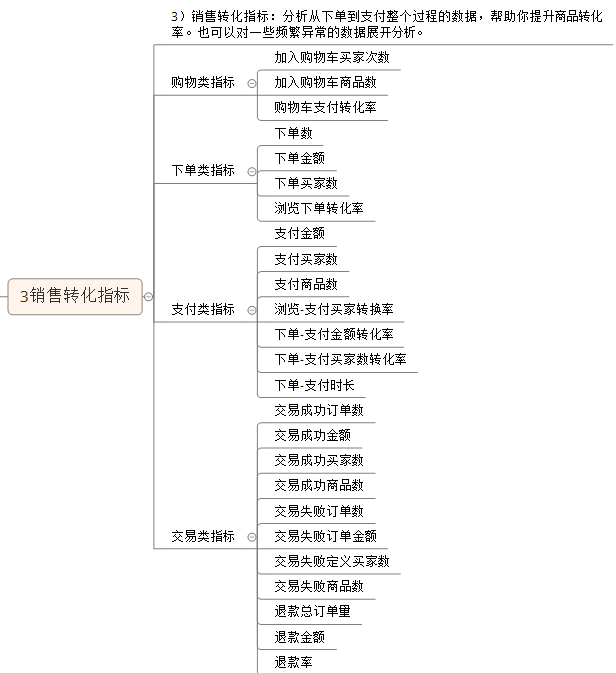 3）销售转化指标：分析从下单到支付整个过程的数据，帮助你提升商品转化
率。也可以对一些频繁异常的数据展开分析。
3销售转化指标
购物类指标
加入购物车买家次数
加入购物车商品数
购物车支付转化率
下单类指标
下单数
下单金额
下单买家数
浏览下单转化率
支付类指标
支付金额
支付买家数
支付商品数
浏览-支付买家转换率
下单-支付金额转化率
下单-支付买家数转化率
下单-支付时长
交易类指标
交易成功订单数
交易成功金额
交易成功买家数
交易成功商品数
交易失败订单数
交易失败订单金额
交易失败定义买家数
交易失败商品数
退款总订单量
退款金额
退款率